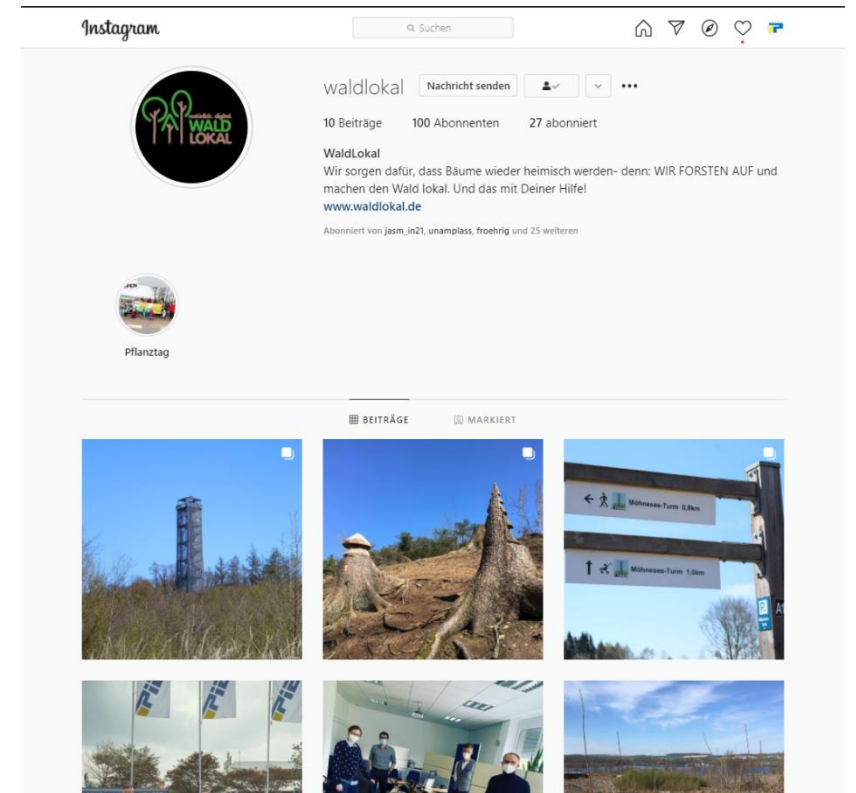 Instagram
Suchen
natürlich. digital.
WALD
LOKAL
waldlokal Nachricht senden
10 Beiträge 100 Abonnenten 27 abonniert
WaldLokal
Wir sorgen dafür, dass Bäume wieder heimisch werden- denn: WIR FORSTEN AUF und
machen den Wald lokal. Und das mit Deiner Hilfe!
www.waldlokal.de
Abonniert von jasm_in21, unamplass, froehrig und 25 weiteren
Pflanztag
BEITRÄGE MARKIERT
Möhnesee-Turm 0,9km
Möhnesee-Turm 1,0km
P